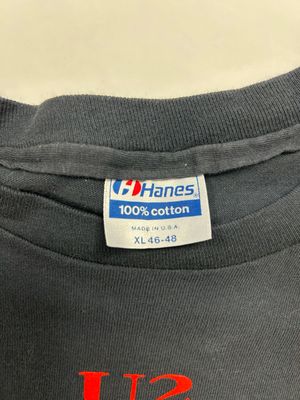 Hanes
100% cotton
MADE IN U.S.A.
XL 46-48
U2